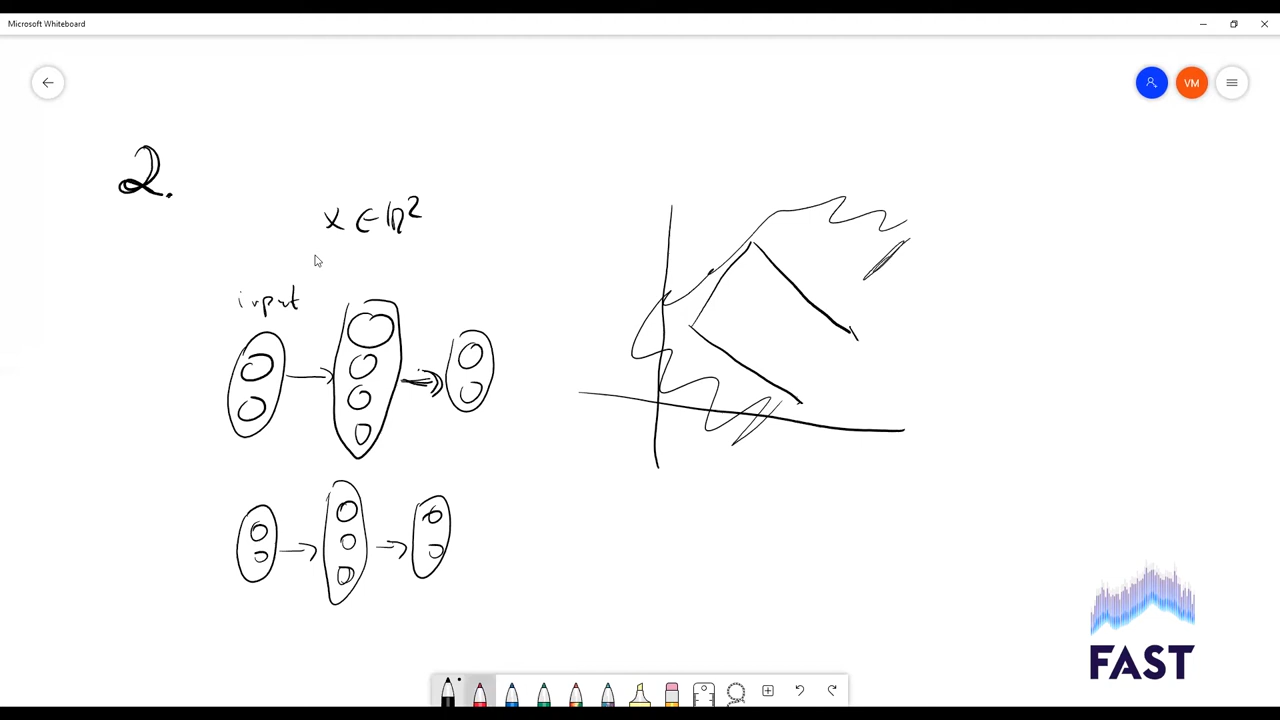 Microsoft Whiteboard
VM
2.
x ∈ ℝ²
input
FAST